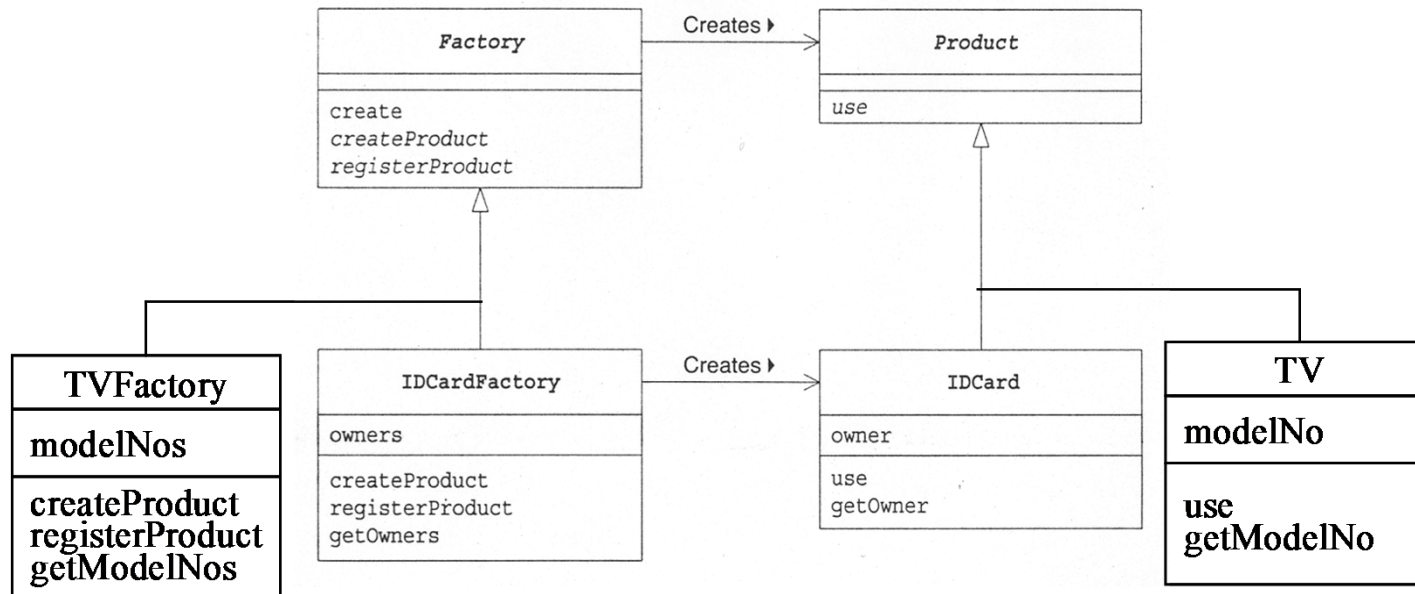 Factory
create
createProduct
registerProduct
Creates
Product
use
TVFactory
modelNos
createProduct
registerProduct
getModelNos
IDCardFactory
owners
createProduct
registerProduct
getOwners
Creates
IDCard
owner
use
getOwner
TV
modelNo
use
getModelNo